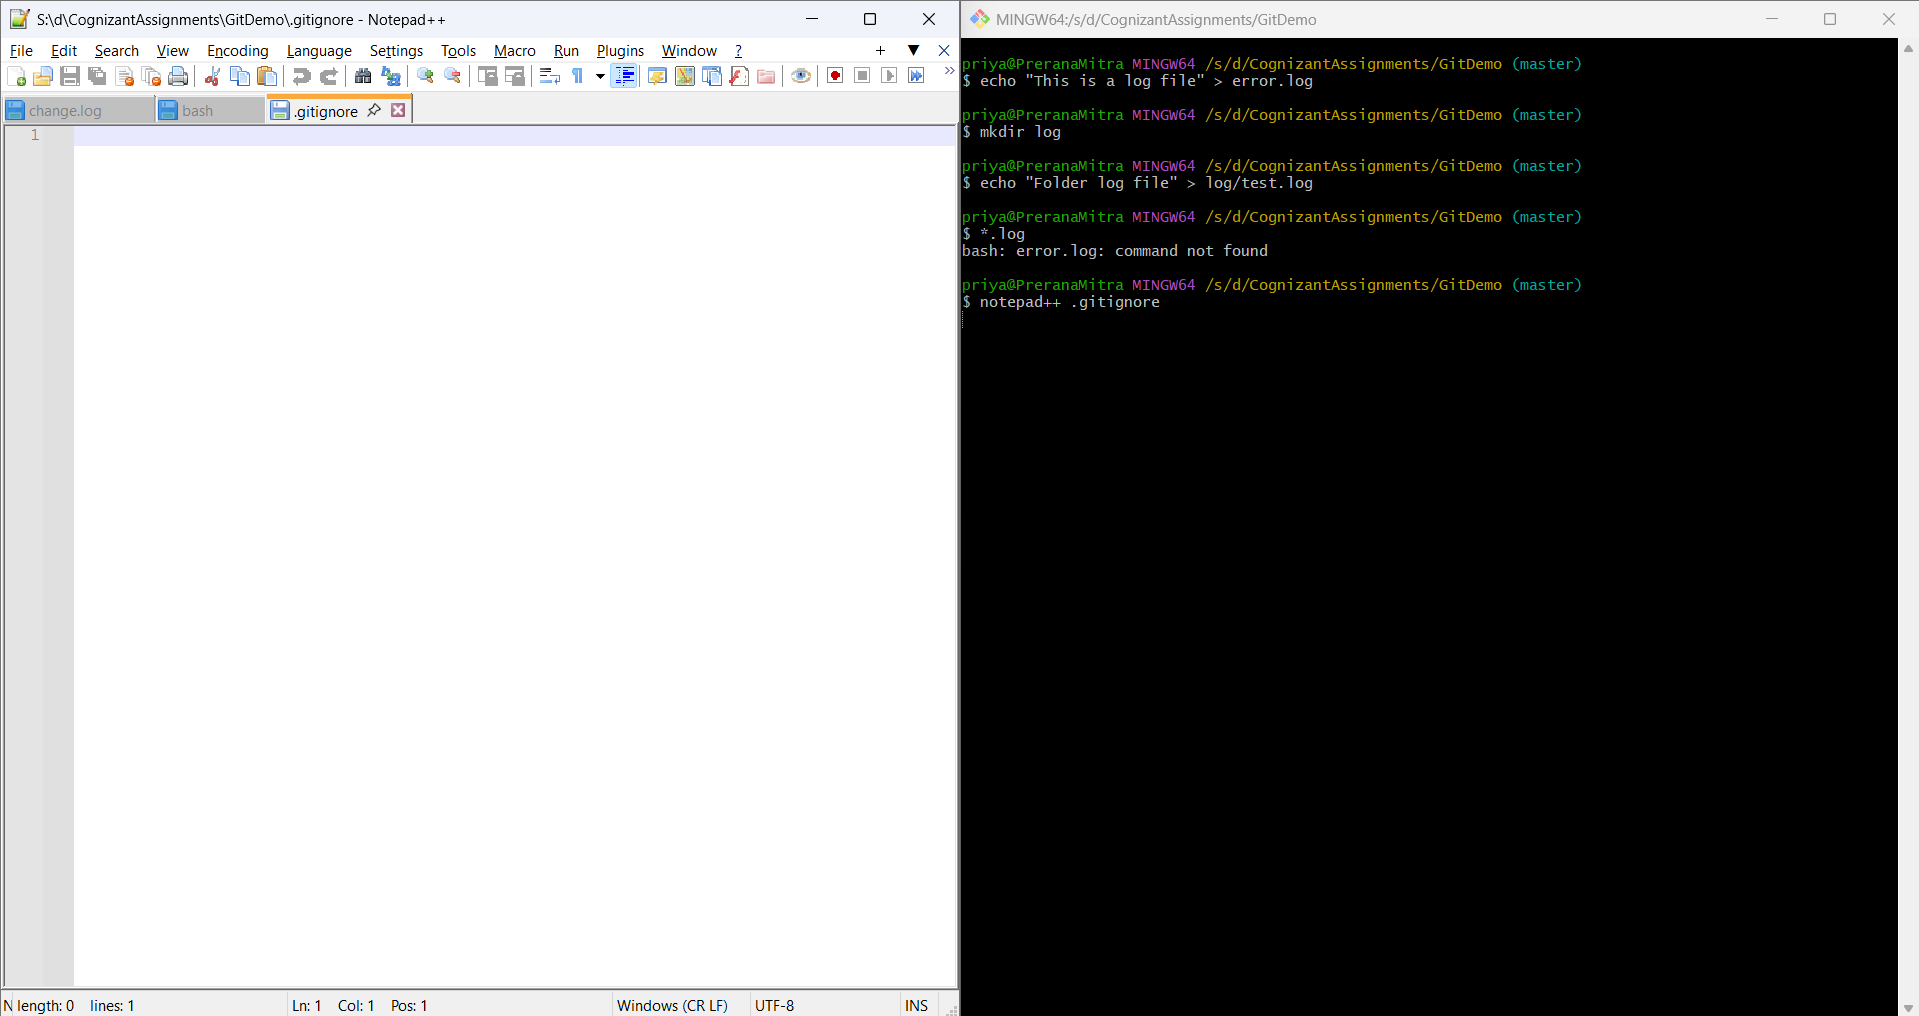 S:\d\CognizantAssignments\GitDemo\.gitignore - Notepad++
File Edit Search View Encoding Language Settings Tools Macro Run Plugins Window ?
change.log bash .gitignore
1
N length: 0 lines: 1 Ln: 1 Col: 1 Pos: 1 Windows (CR LF) UTF-8 INS
MINGW64:/s/d/CognizantAssignments/GitDemo
priya@PreranaMitra MINGW64 /s/d/CognizantAssignments/GitDemo (master)
$ echo "This is a log file" > error.log
priya@PreranaMitra MINGW64 /s/d/CognizantAssignments/GitDemo (master)
$ mkdir log
priya@PreranaMitra MINGW64 /s/d/CognizantAssignments/GitDemo (master)
$ echo "Folder log file" > log/test.log
priya@PreranaMitra MINGW64 /s/d/CognizantAssignments/GitDemo (master)
$ *.log
bash: error.log: command not found
priya@PreranaMitra MINGW64 /s/d/CognizantAssignments/GitDemo (master)
$ notepad++ .gitignore